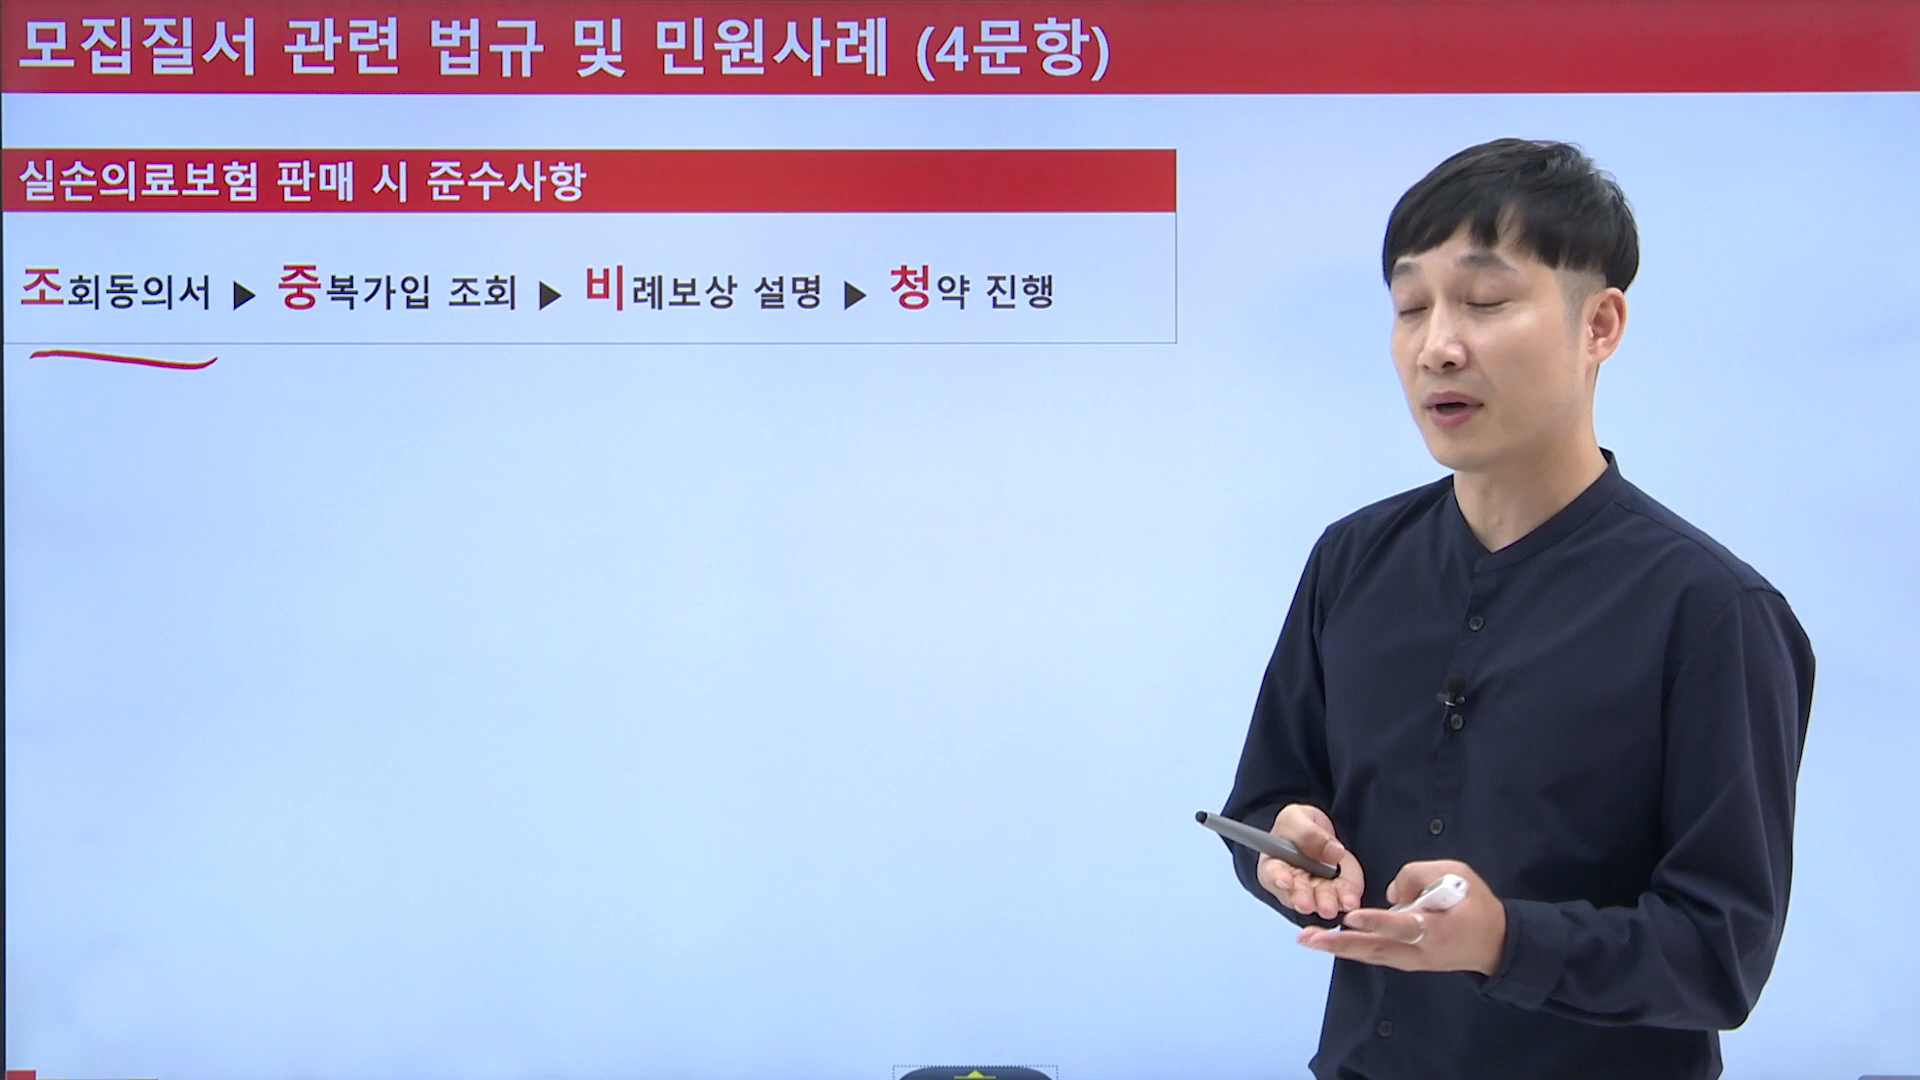 모집질서 관련 법규 및 민원사례 (4문항)
실손의료보험 판매 시 준수사항
조회동의서 ▶ 중복가입 조회 ▶ 비례보상 설명 ▶ 청약 진행